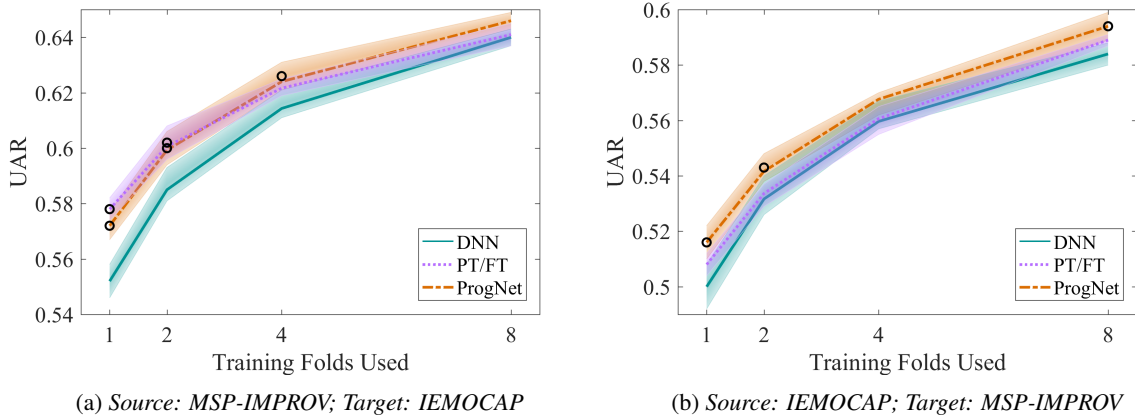 0.64
0.62
0.6
0.58
0.56
0.54
UAR
1
2
4
8
Training Folds Used
DNN
PT/FT
ProgNet
(a) Source: MSP-IMPROV; Target: IEMOCAP
0.6
0.58
0.56
0.54
0.52
0.5
UAR
1
2
4
8
Training Folds Used
DNN
PT/FT
ProgNet
(b) Source: IEMOCAP; Target: MSP-IMPROV